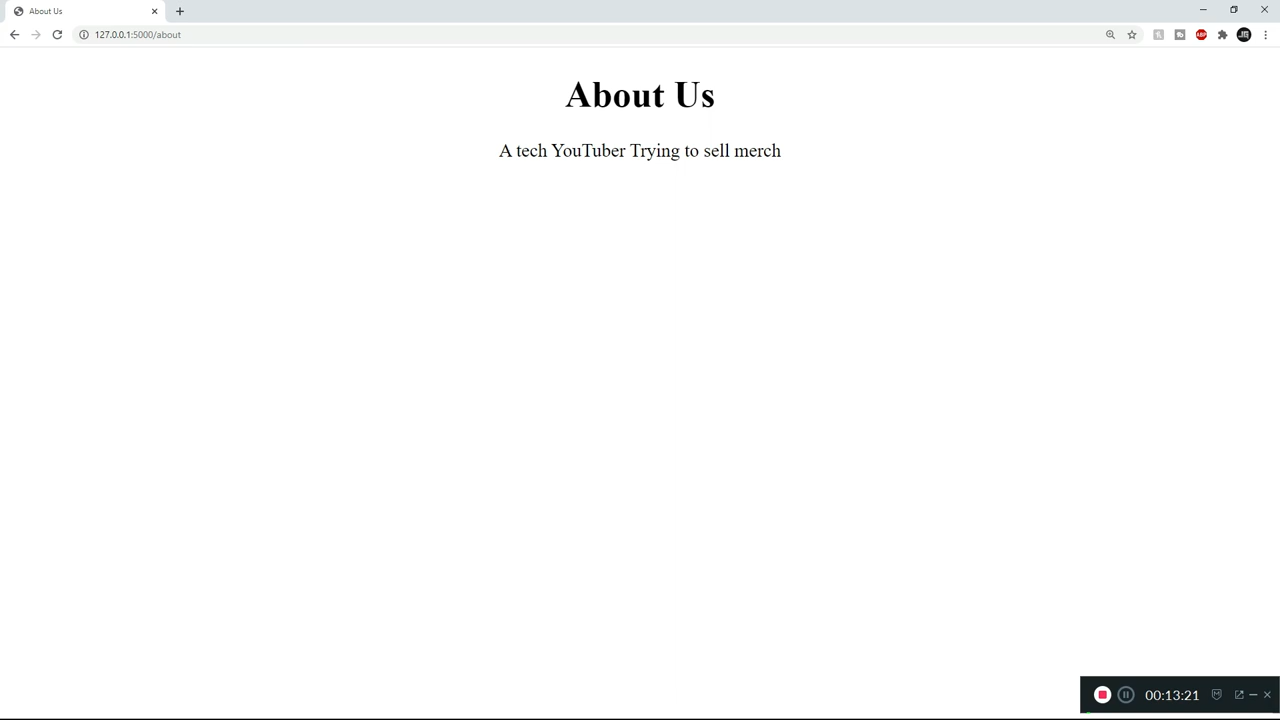 About Us
127.0.0.1:5000/about
ABP
About Us
A tech YouTuber Trying to sell merch
00:13:21